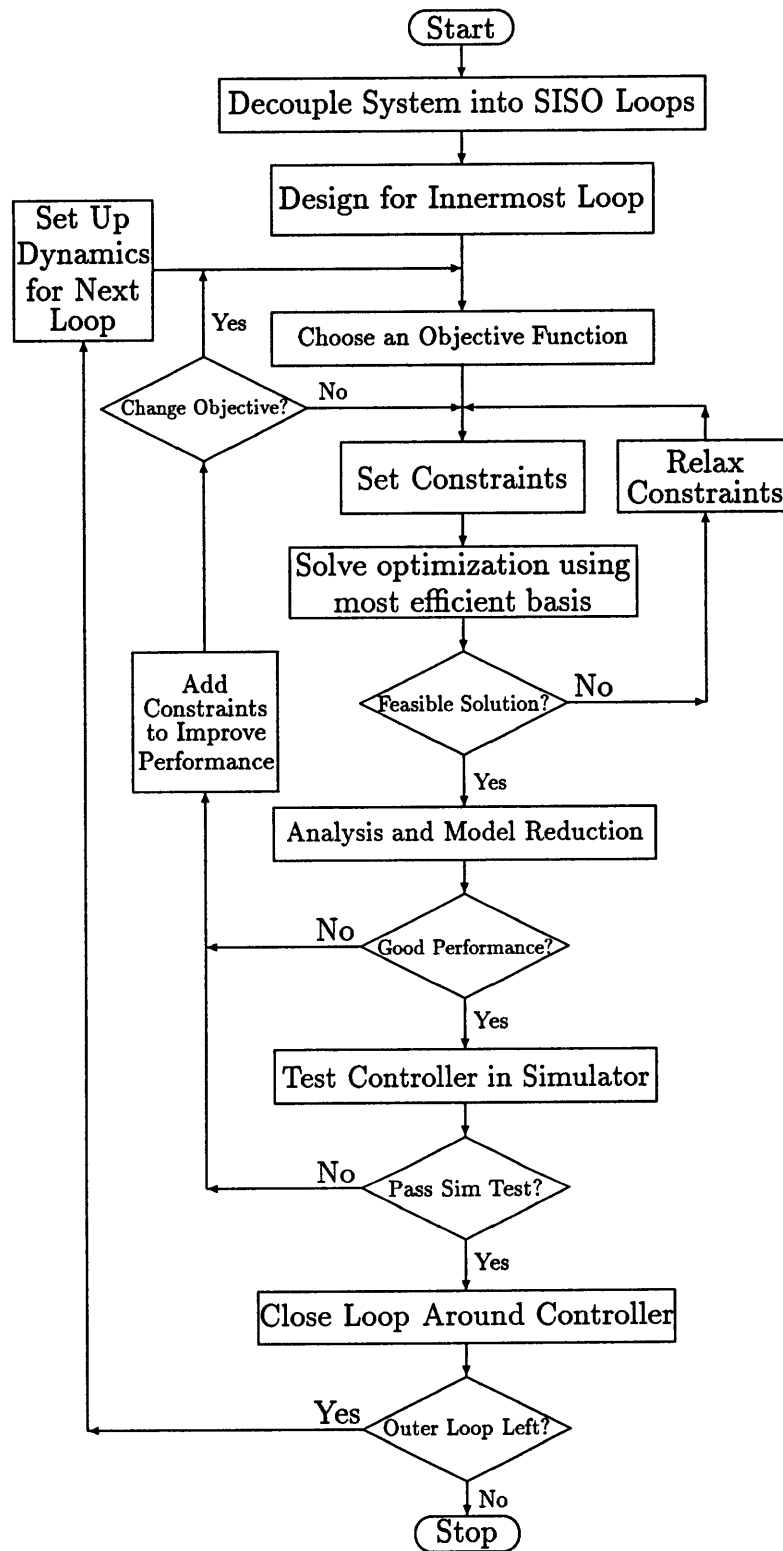 Start
Decouple System into SISO Loops
Design for Innermost Loop
Set Up
Dynamics
for Next
Loop
Yes
Choose an Objective Function
Change Objective?
No
Set Constraints
Relax
Constraints
Solve optimization using
most efficient basis
Add
Constraints
to Improve
Performance
Feasible Solution?
No
Yes
Analysis and Model Reduction
No
Good Performance?
Yes
Test Controller in Simulator
No
Pass Sim Test?
Yes
Close Loop Around Controller
Yes
Outer Loop Left?
No
Stop